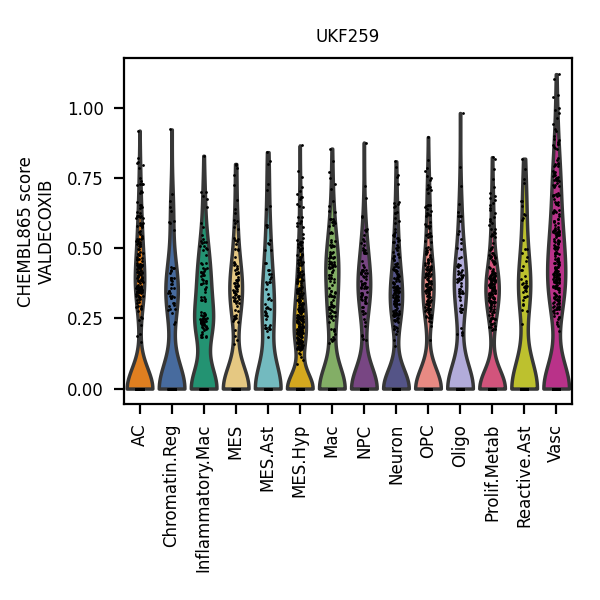 UKF259
CHEMBL865 score
VALDECOXIB
1.00
0.75
0.50
0.25
0.00
AC
Chromatin.Reg
Inflammatory.Mac
MES
MES.Ast
MES.Hyp
Mac
NPC
Neuron
OPC
Oligo
Prolif.Metab
Reactive.Ast
Vasc